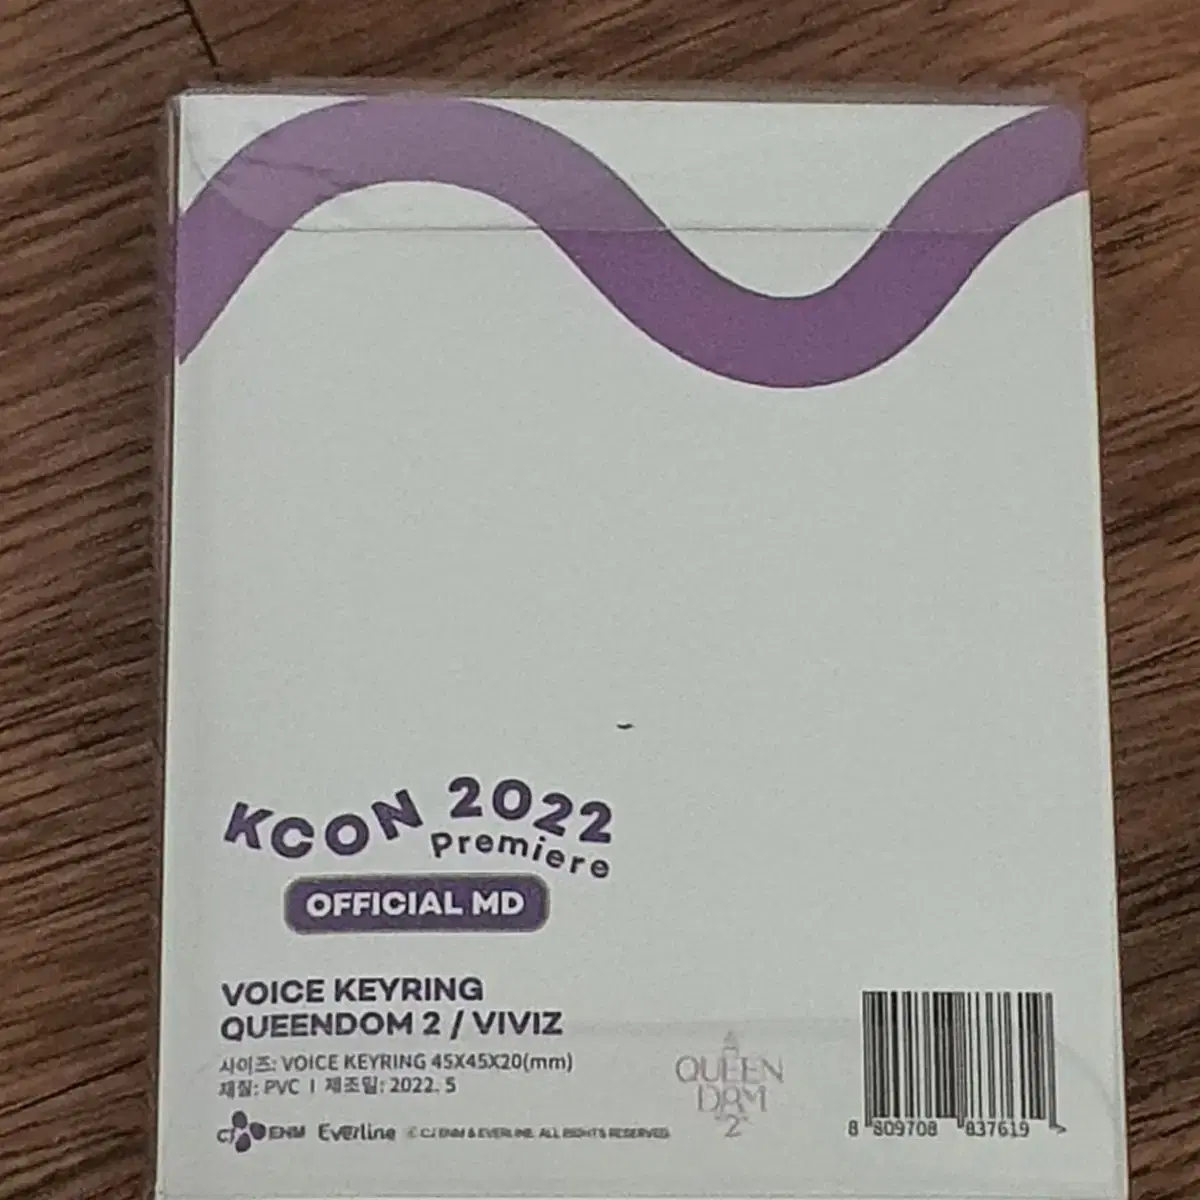 KCON 2022
Premiere
OFFICIAL MD
VOICE KEYRING
QUEENDOM 2 / VIVIZ
사이즈: VOICE KEYRING 45X45X20(mm)
재질: PVC I 제조일: 2022. 5
CJ ENM Everline © CJ ENM & EVERLINE. ALL RIGHTS RESERVED.
QUEEN
DØM
2
8 809708 837619 >